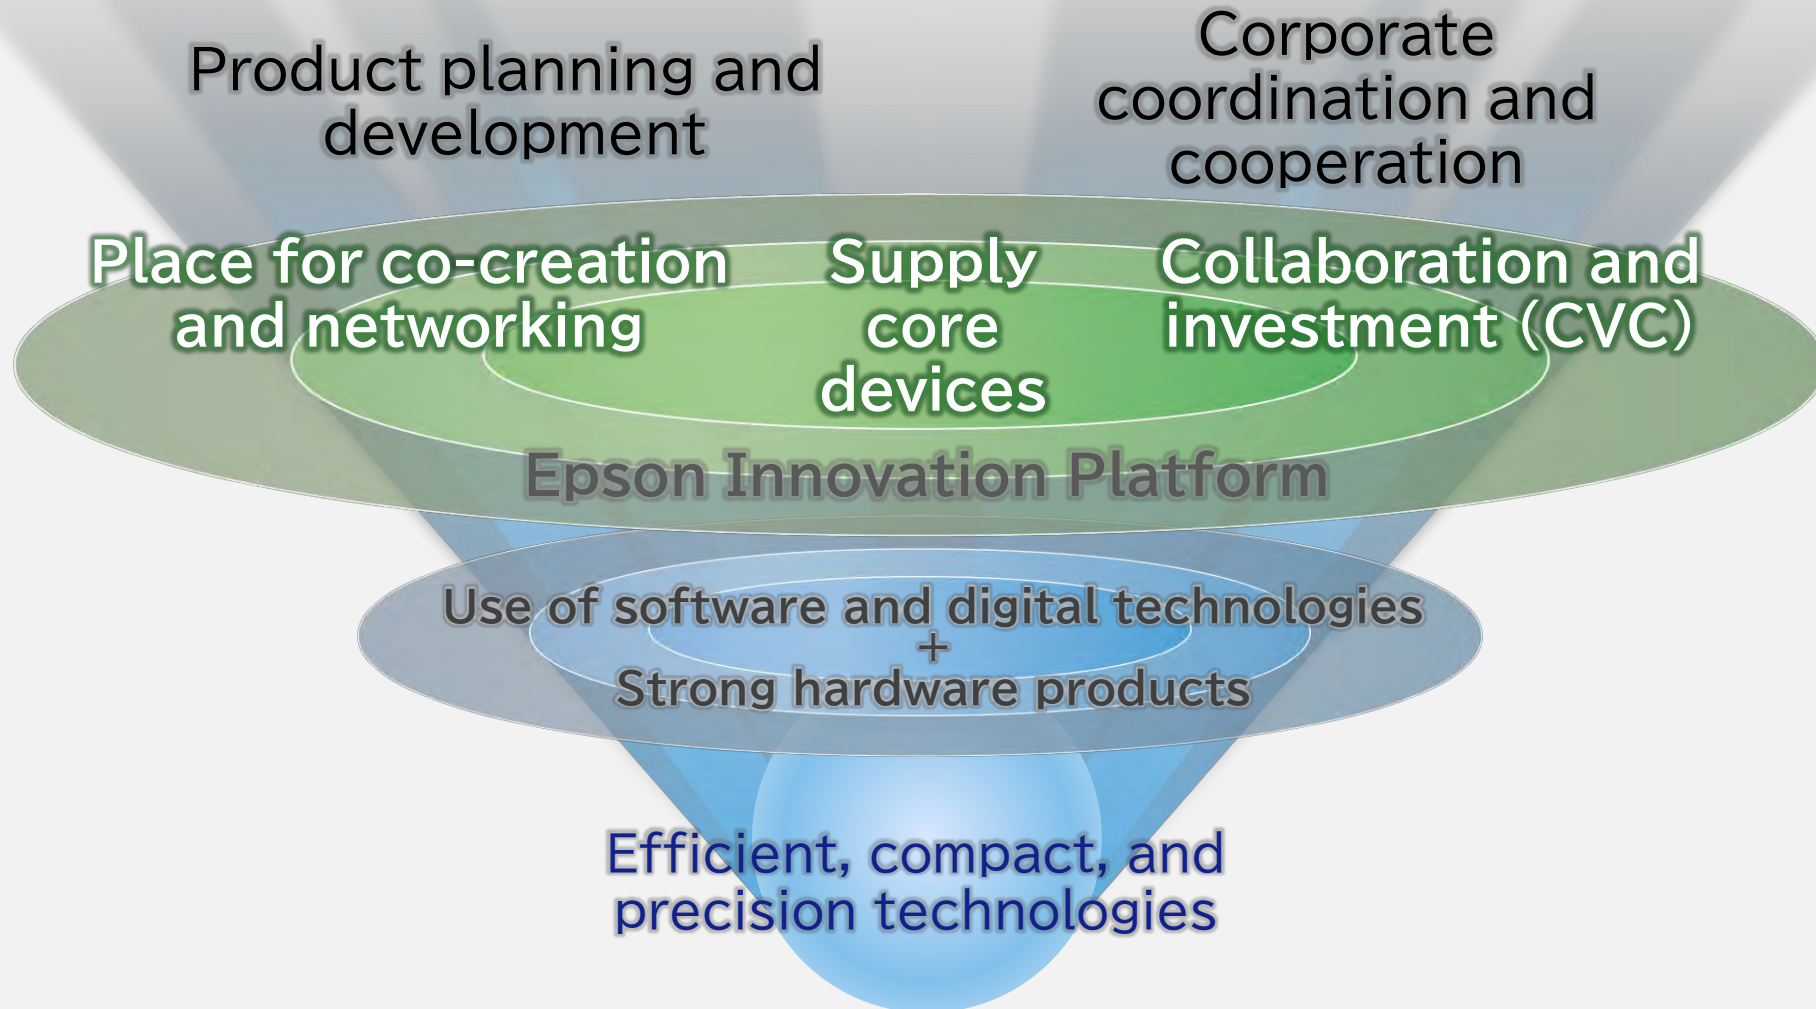 Product planning and
development
Corporate
coordination and
cooperation
Place for co-creation
and networking
Supply
core
devices
Collaboration and
investment (CVC)
Epson Innovation Platform
Use of software and digital technologies
+
Strong hardware products
Efficient, compact, and
precision technologies